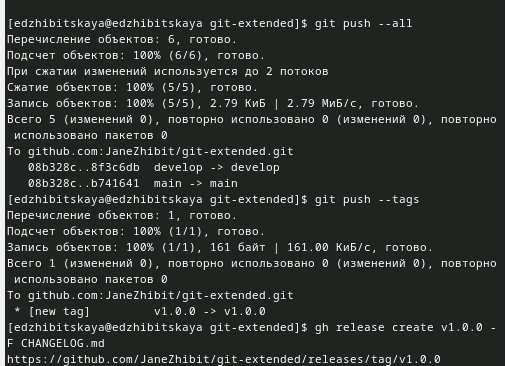 [edzhibitskaya@edzhibitskaya git-extended]$ git push --all
Перечисление объектов: 6, готово.
Подсчет объектов: 100% (6/6), готово.
При сжатии изменений используется до 2 потоков
Сжатие объектов: 100% (5/5), готово.
Запись объектов: 100% (5/5), 2.79 КиБ | 2.79 МиБ/с, готово.
Всего 5 (изменений 0), повторно использовано 0 (изменений 0), повторно
 использовано пакетов 0
To github.com:JaneZhibit/git-extended.git
   08b328c..8f3c6db  develop -> develop
   08b328c..b741641  main -> main
[edzhibitskaya@edzhibitskaya git-extended]$ git push --tags
Перечисление объектов: 1, готово.
Подсчет объектов: 100% (1/1), готово.
Запись объектов: 100% (1/1), 161 байт | 161.00 КиБ/с, готово.
Всего 1 (изменений 0), повторно использовано 0 (изменений 0), повторно
 использовано пакетов 0
To github.com:JaneZhibit/git-extended.git
 * [new tag]         v1.0.0 -> v1.0.0
[edzhibitskaya@edzhibitskaya git-extended]$ gh release create v1.0.0 -
F CHANGELOG.md
https://github.com/JaneZhibit/git-extended/releases/tag/v1.0.0